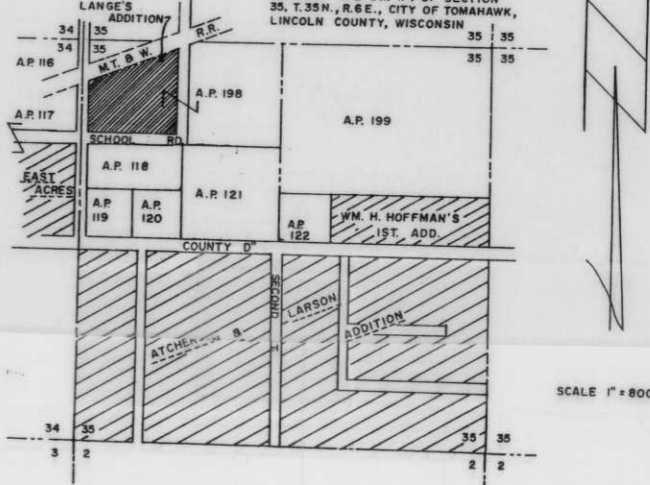 LANGE'S
ADDITION
35, T.35N., R.6E., CITY OF TOMAHAWK,
LINCOLN COUNTY, WISCONSIN
34 35
34 35
35 35
35 35
R.R.
M.T. & W.
A.P. 116
A.P. 198
A.P. 199
A.P. 117
SCHOOL RD.
A.P. 118
EAST
ACRES
A.P.
119
A.P.
120
A.P. 121
A.P.
122
WM. H. HOFFMAN'S
1ST. ADD.
COUNTY "D"
SECOND
LARSON
ADDITION
&
SCALE 1" = 800
34 35
3 2
35 35
2 2